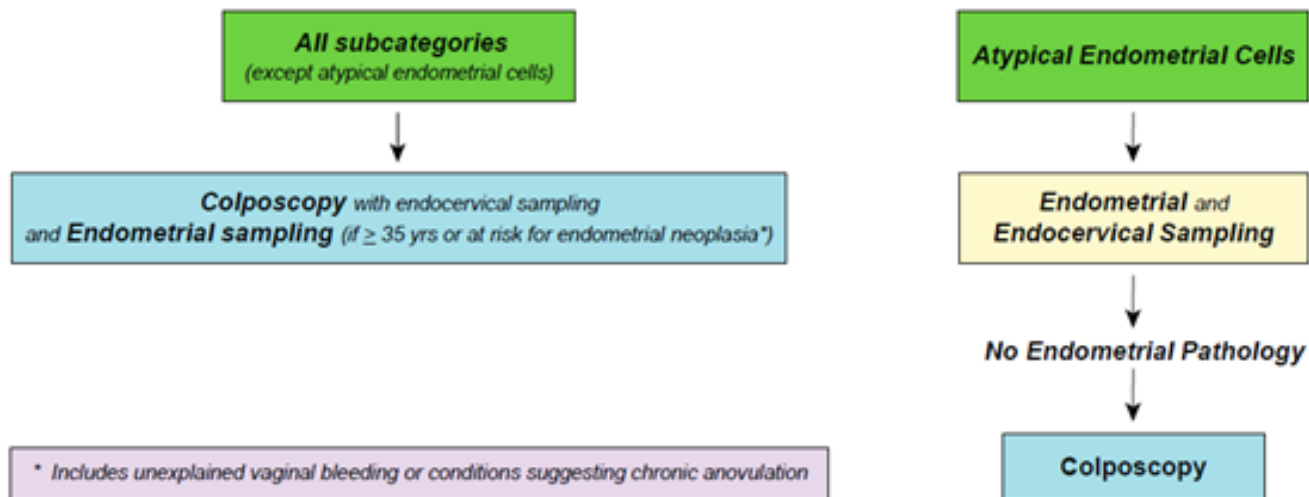 All subcategories
(except atypical endometrial cells)
Colposcopy with endocervical sampling
and Endometrial sampling (if ≥ 35 yrs or at risk for endometrial neoplasia*)
* Includes unexplained vaginal bleeding or conditions suggesting chronic anovulation
Atypical Endometrial Cells
Endometrial and
Endocervical Sampling
No Endometrial Pathology
Colposcopy